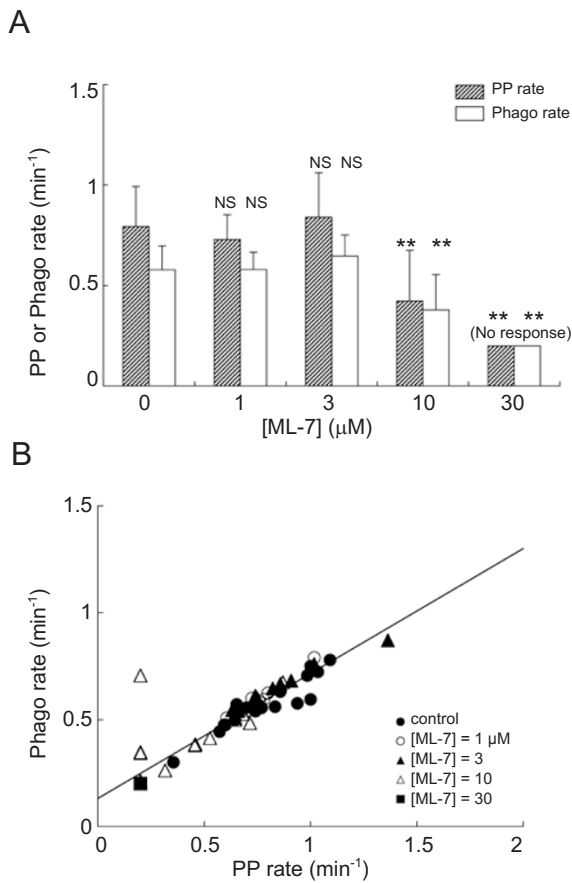 A
1.5
1
0.5
0
PP or Phago rate (min⁻¹)
PP rate
Phago rate
NS NS
NS NS
** **
** **
(No response)
0 1 3 10 30
[ML-7] (μM)
B
1.5
1
0.5
0
Phago rate (min⁻¹)
control
[ML-7] = 1 μM
[ML-7] = 3
[ML-7] = 10
[ML-7] = 30
0.5 1 1.5 2
PP rate (min⁻¹)